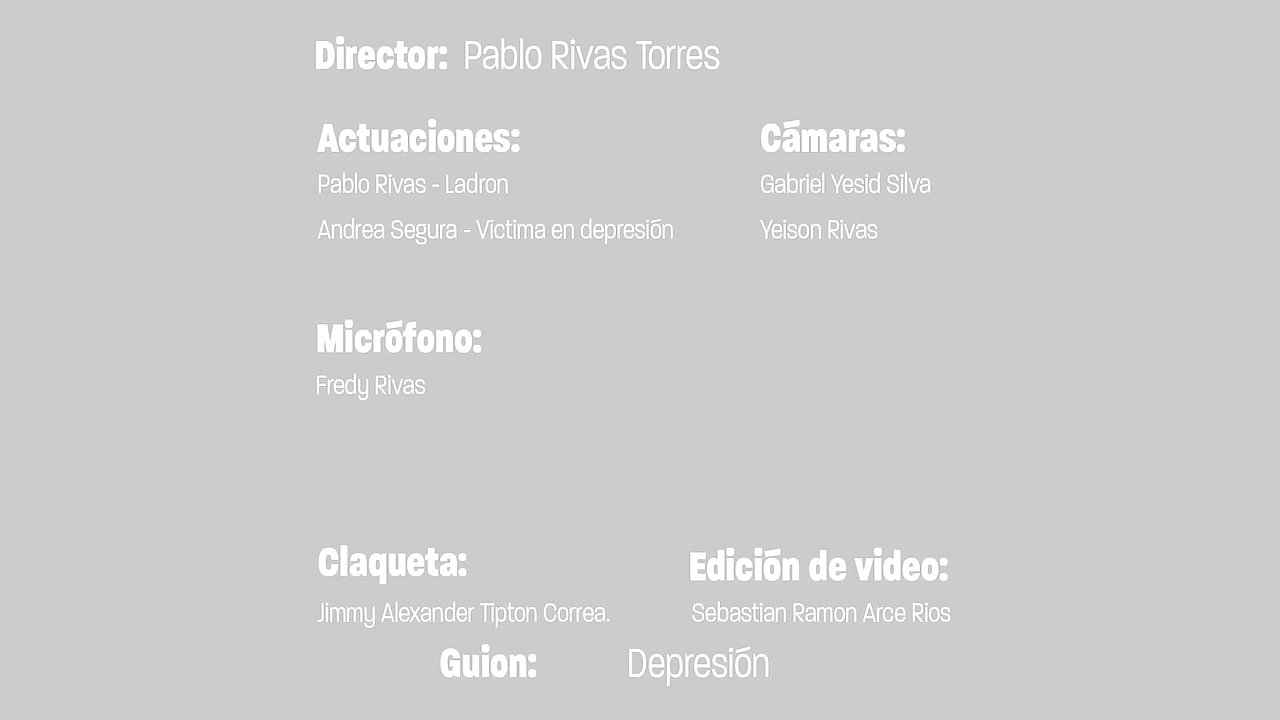 Director: Pablo Rivas Torres
Actuaciones:
Pablo Rivas - Ladron
Andrea Segura - Víctima en depresión
Cámaras:
Gabriel Yesid Silva
Yeison Rivas
Micrófono:
Fredy Rivas
Claqueta:
Jimmy Alexander Tipton Correa.
Edición de video:
Sebastian Ramon Arce Rios
Guion: Depresión